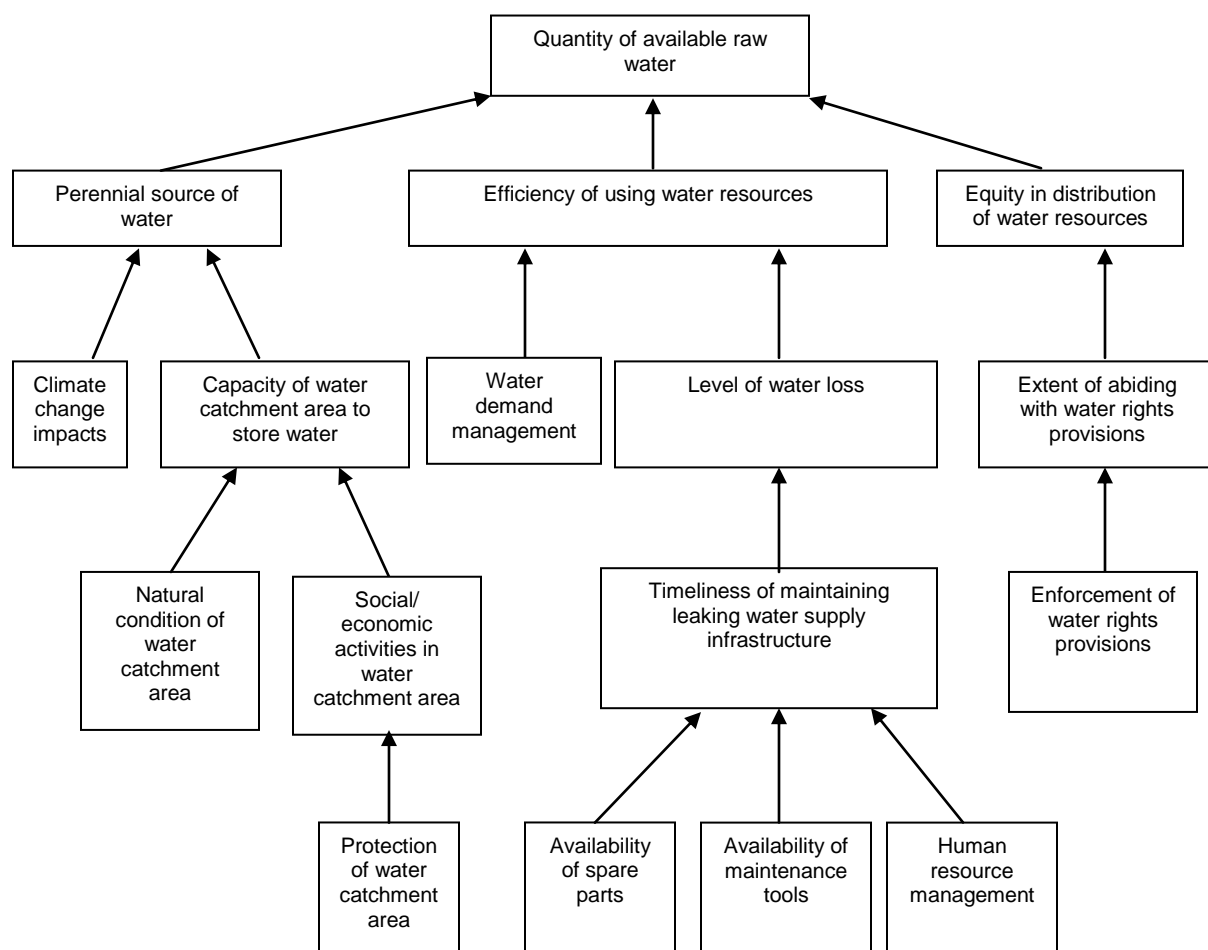 Quantity of available raw
water
Perennial source of
water
Efficiency of using water resources
Equity in distribution
of water resources
Climate
change
impacts
Capacity of water
catchment area to
store water
Water
demand
management
Level of water loss
Extent of abiding
with water rights
provisions
Natural
condition of
water
catchment
area
Social/
economic
activities in
water
catchment area
Timeliness of maintaining
leaking water supply
infrastructure
Enforcement of
water rights
provisions
Protection
of water
catchment
area
Availability
of spare
parts
Availability of
maintenance
tools
Human
resource
management